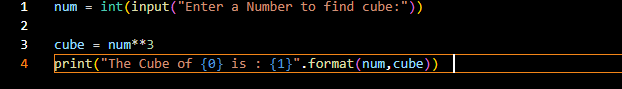 1 num = int(input("Enter a Number to find cube:"))
2
3 cube = num**3
4 print("The Cube of {0} is : {1}".format(num,cube))